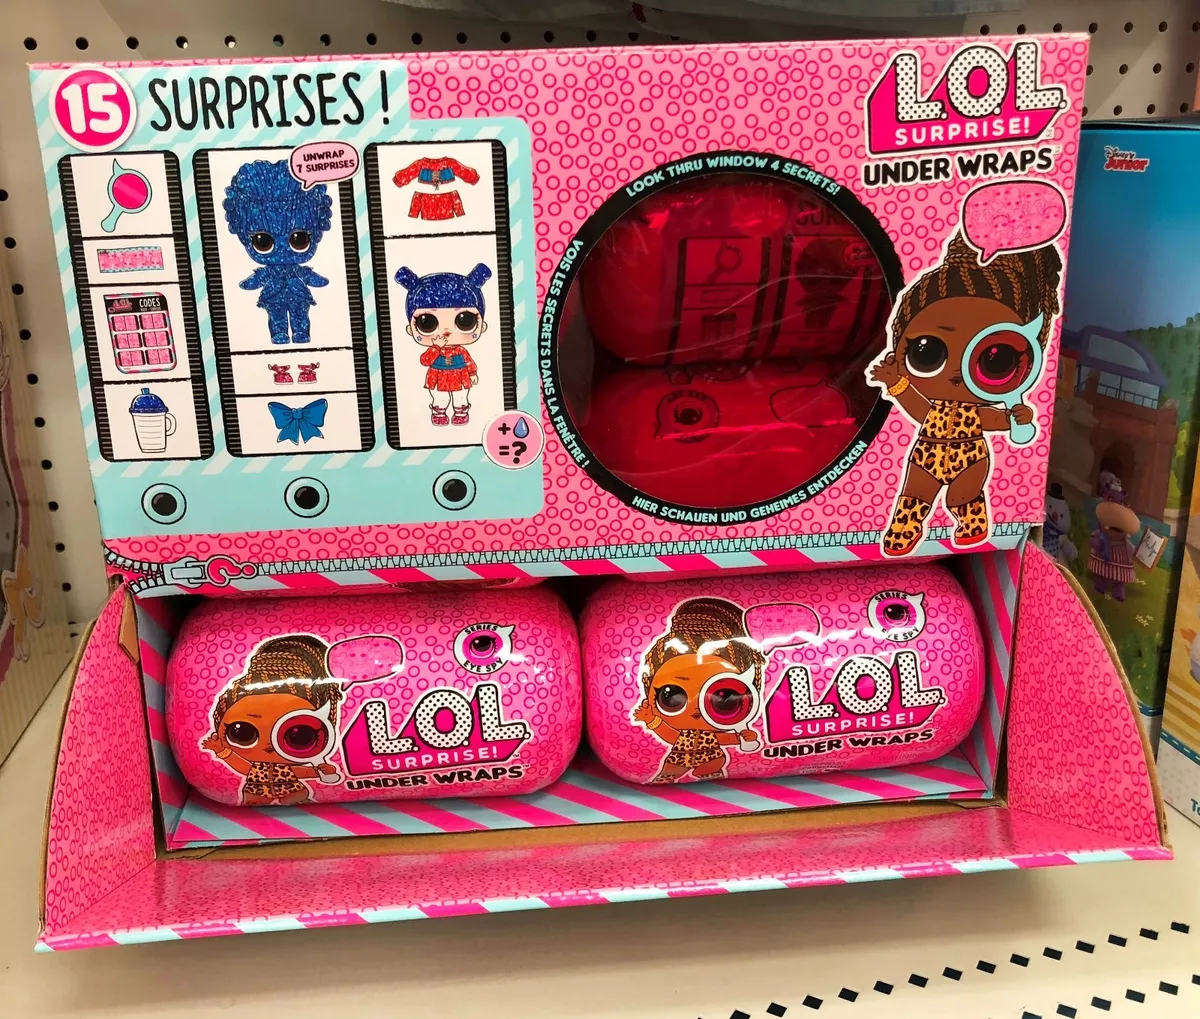 15 SURPRISES!
UNWRAP
7 SURPRISES
CODES
+
=?
LOOK THRU WINDOW 4 SECRETS!
VOIS LES SECRETS DANS LA FENÊTRE!
HIER SCHAUEN UND GEHEIMES ENTDECKEN
L.O.L.
SURPRISE!
UNDER WRAPS
Disney
Junior
SERIES
EYE SPY
L.O.L.
SURPRISE!
UNDER WRAPS
SERIES
EYE SPY
L.O.L.
SURPRISE!
UNDER WRAPS